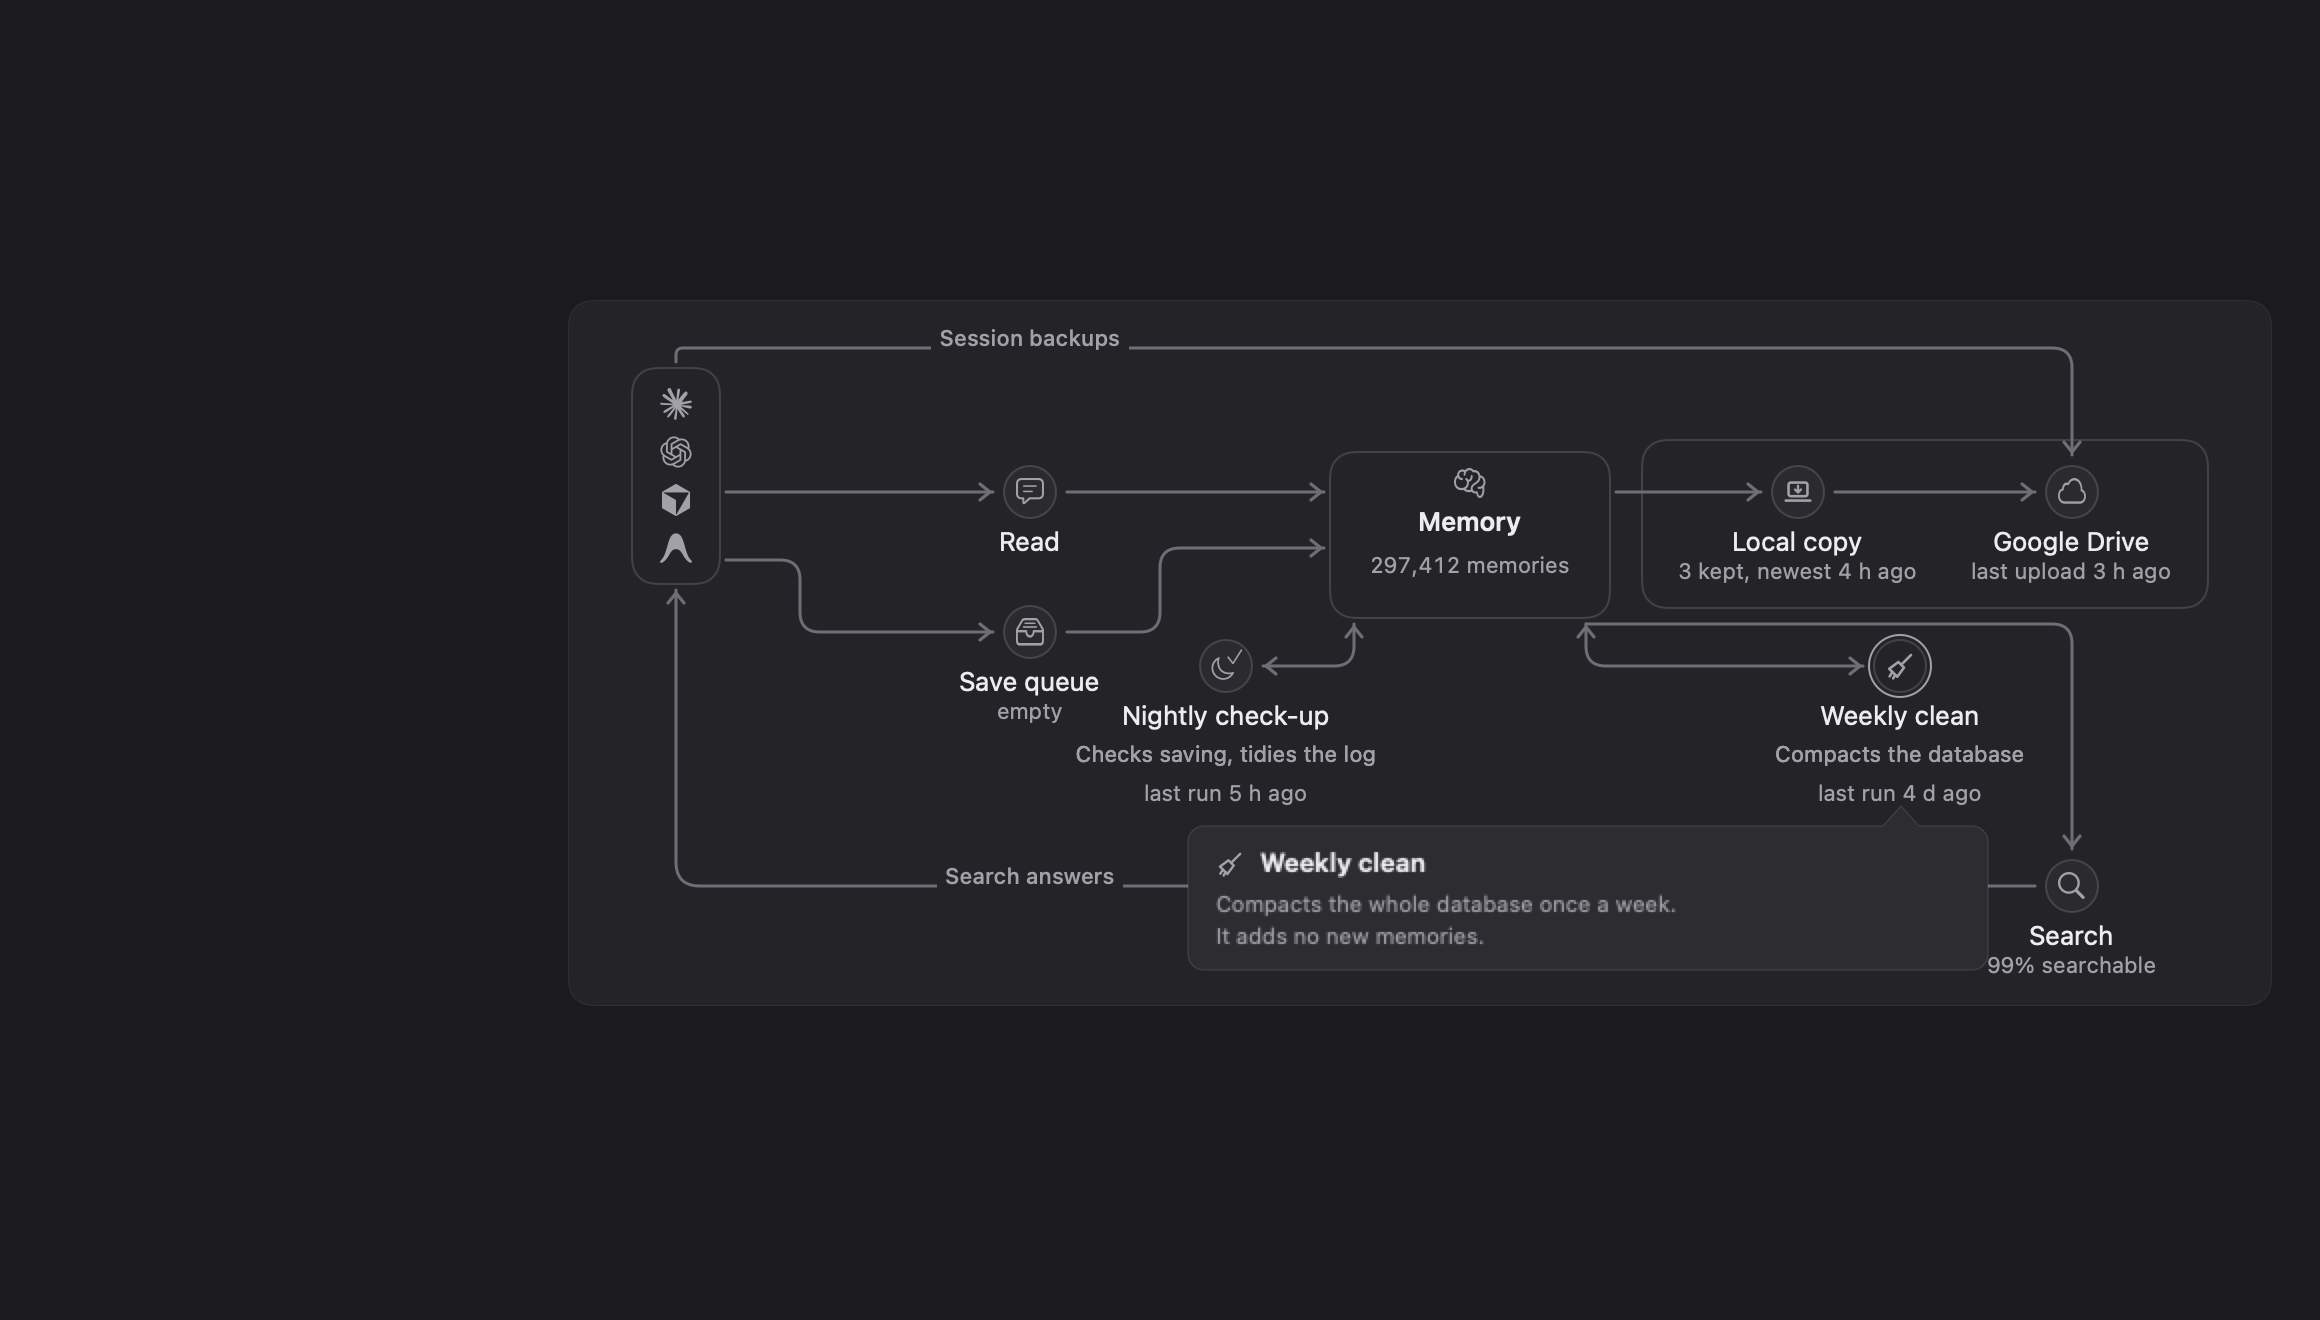 Session backups
Read
Memory
297,412 memories
Local copy
3 kept, newest 4 h ago
Google Drive
last upload 3 h ago
Save queue
empty
Nightly check-up
Checks saving, tidies the log
last run 5 h ago
Weekly clean
Compacts the database
last run 4 d ago
Search answers
Weekly clean
Compacts the whole database once a week.
It adds no new memories.
Search
99% searchable